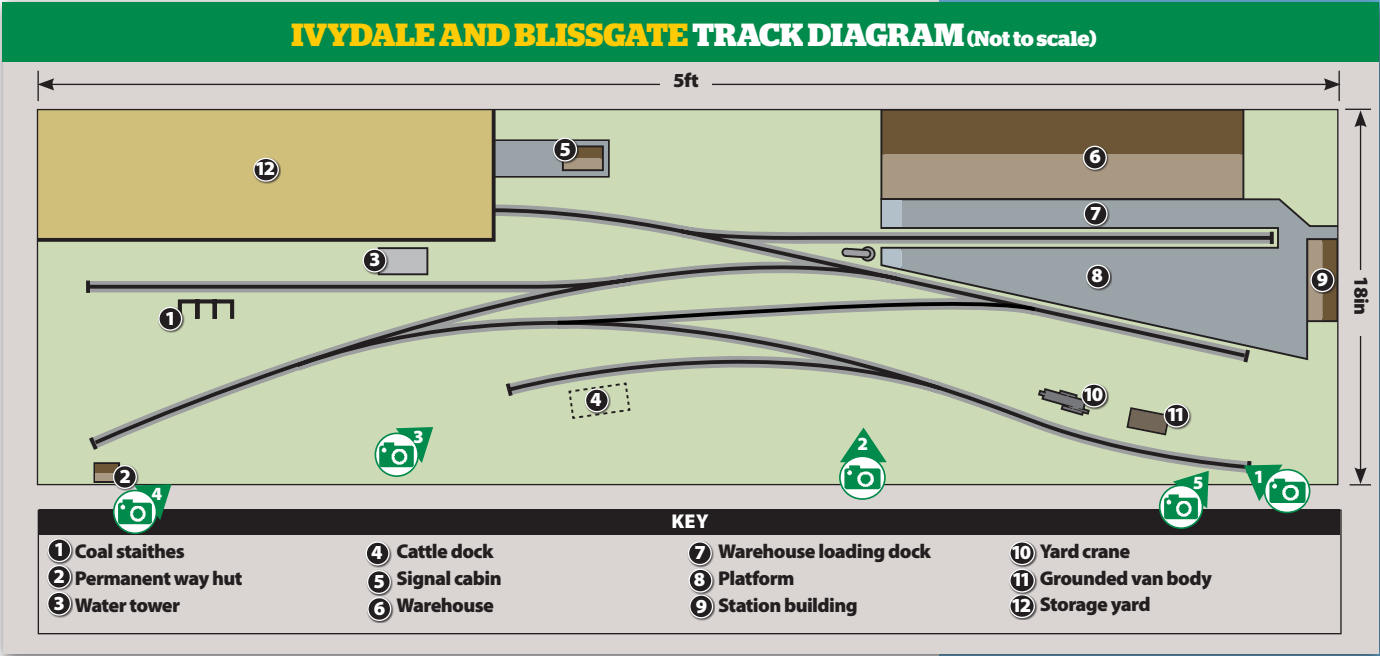 IVYDALE AND BLISSGATE TRACK DIAGRAM (Not to scale)
5ft
12
5
6
7
3
8
9
18in
1
4
10
11
3
2
2
4
5
1
KEY
1 Coal staithes
2 Permanent way hut
3 Water tower
4 Cattle dock
5 Signal cabin
6 Warehouse
7 Warehouse loading dock
8 Platform
9 Station building
10 Yard crane
11 Grounded van body
12 Storage yard